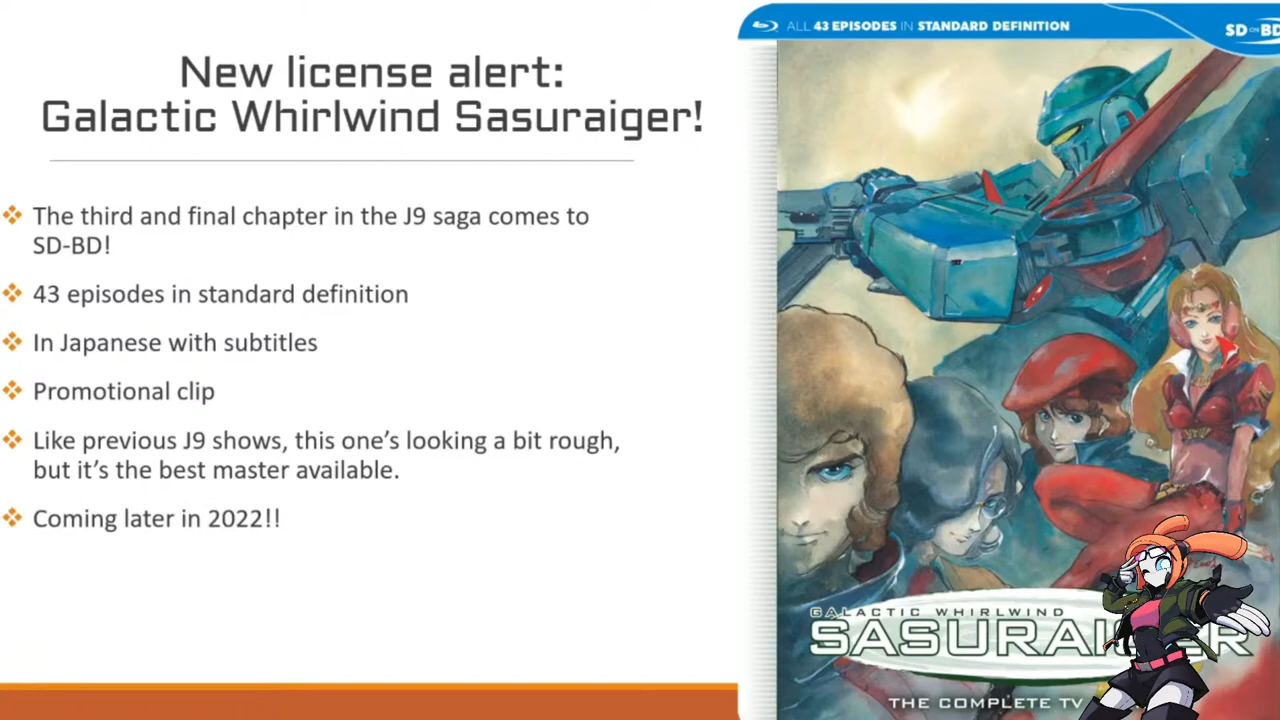 New license alert:
Galactic Whirlwind Sasuraiger!
The third and final chapter in the J9 saga comes to
SD-BD!
43 episodes in standard definition
In Japanese with subtitles
Promotional clip
Like previous J9 shows, this one's looking a bit rough,
but it's the best master available.
Coming later in 2022!!
ALL 43 EPISODES IN STANDARD DEFINITION
SD ON BD
GALACTIC WHIRLWIND
SASURAIGER
THE COMPLETE TV